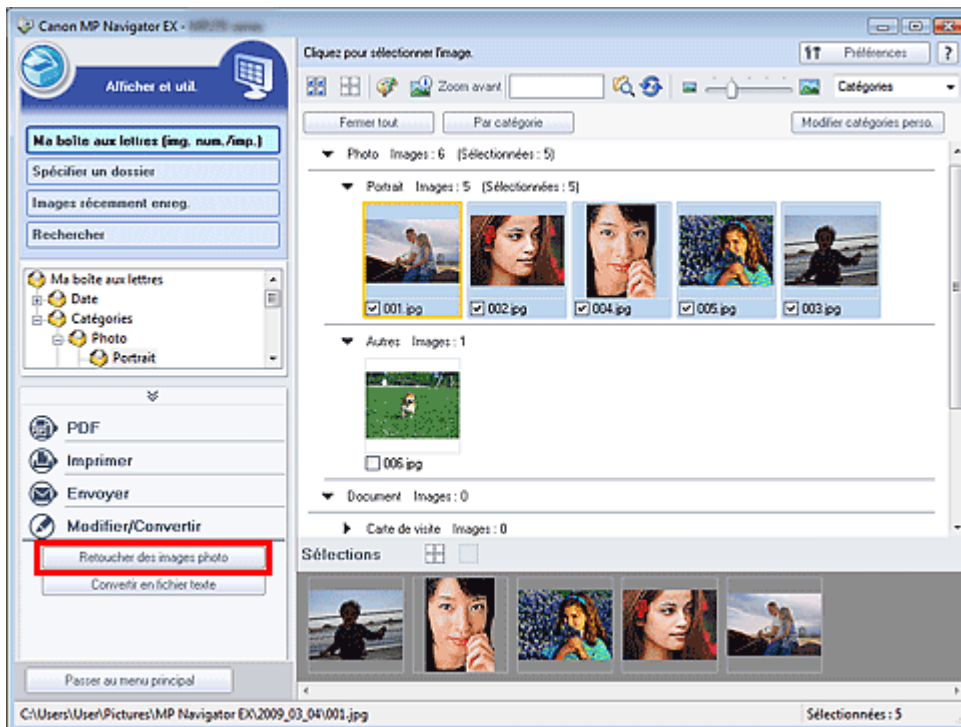 Canon MP Navigator EX -
Cliquez pour sélectionner l'image.
Préférences
?
Afficher et util.
Zoom avant
Catégories
Fermer tout
Par catégorie
Modifier catégories perso.
Ma boîte aux lettres (img. num./imp.)
Spécifier un dossier
Images récemment enreg.
Rechercher
Ma boîte aux lettres
Date
Catégories
Photo
Portrait
PDF
Imprimer
Envoyer
Modifier/Convertir
Retoucher des images photo
Convertir en fichier texte
Passer au menu principal
Photo Images : 6 (Sélectionnées : 5)
Portrait Images : 5 (Sélectionnées : 5)
001.jpg
002.jpg
004.jpg
005.jpg
003.jpg
Autres Images : 1
006.jpg
Document Images : 0
Carte de visite Images : 0
Sélections
C:\Users\User\Pictures\MP Navigator EX\2009_03_04\001.jpg
Sélectionnées : 5